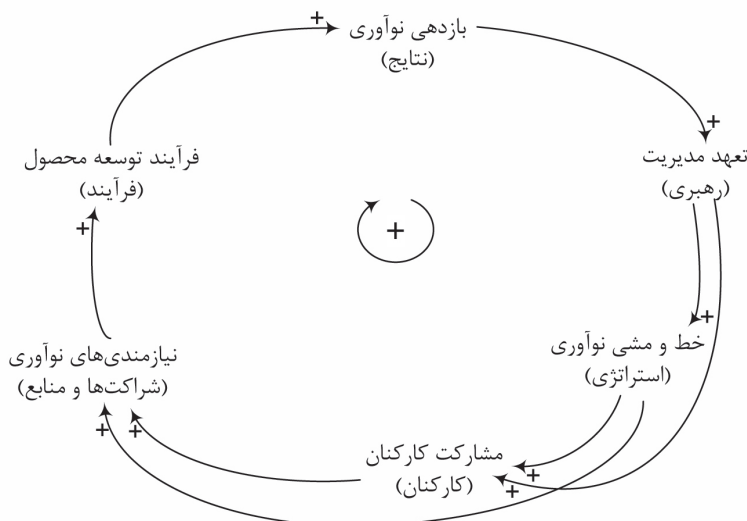 بازدهی نوآوری
(نتایج)
تعهد مدیریت
(رهبری)
خط و مشی نوآوری
(استراتژی)
مشارکت کارکنان
(کارکنان)
نیازمندی‌های نوآوری
(شراکت‌ها و منابع)
فرآیند توسعه محصول
(فرآیند)
+
+
+
+
+
+
+
+
+